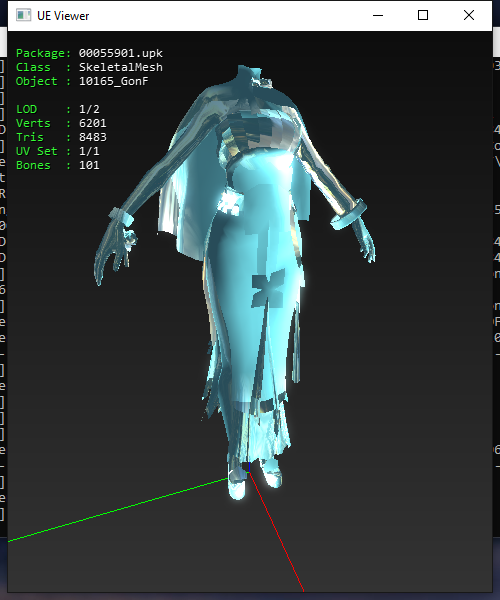 UE Viewer
Package: 00055901.upk
Class  : SkeletalMesh
Object : 10165_GonF
LOD    : 1/2
Verts  : 6201
Tris   : 8483
UV Set : 1/1
Bones  : 101